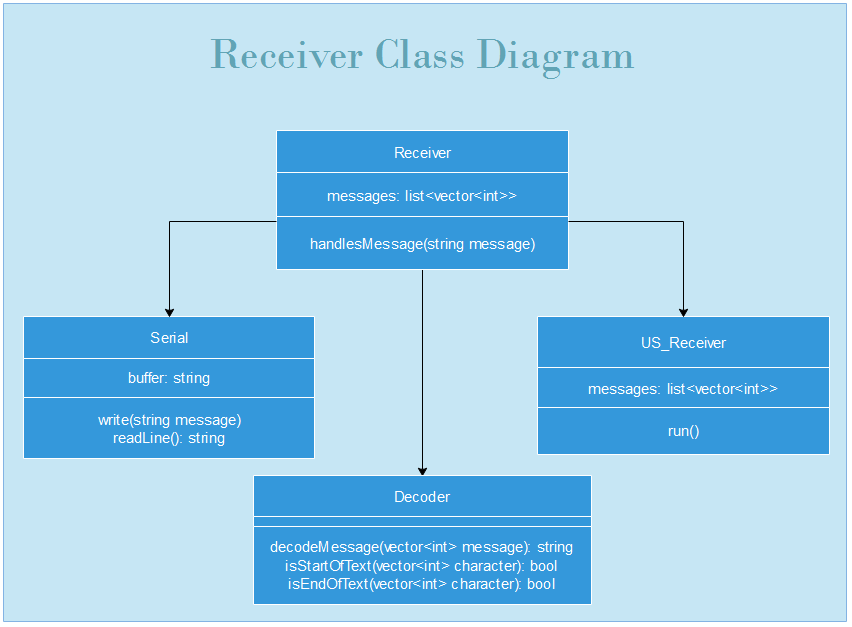 Receiver Class Diagram
Receiver
messages: list<vector<int>>
handlesMessage(string message)
Serial
buffer: string
write(string message)
readLine(): string
US_Receiver
messages: list<vector<int>>
run()
Decoder
decodeMessage(vector<int> message): string
isStartOfText(vector<int> character): bool
isEndOfText(vector<int> character): bool